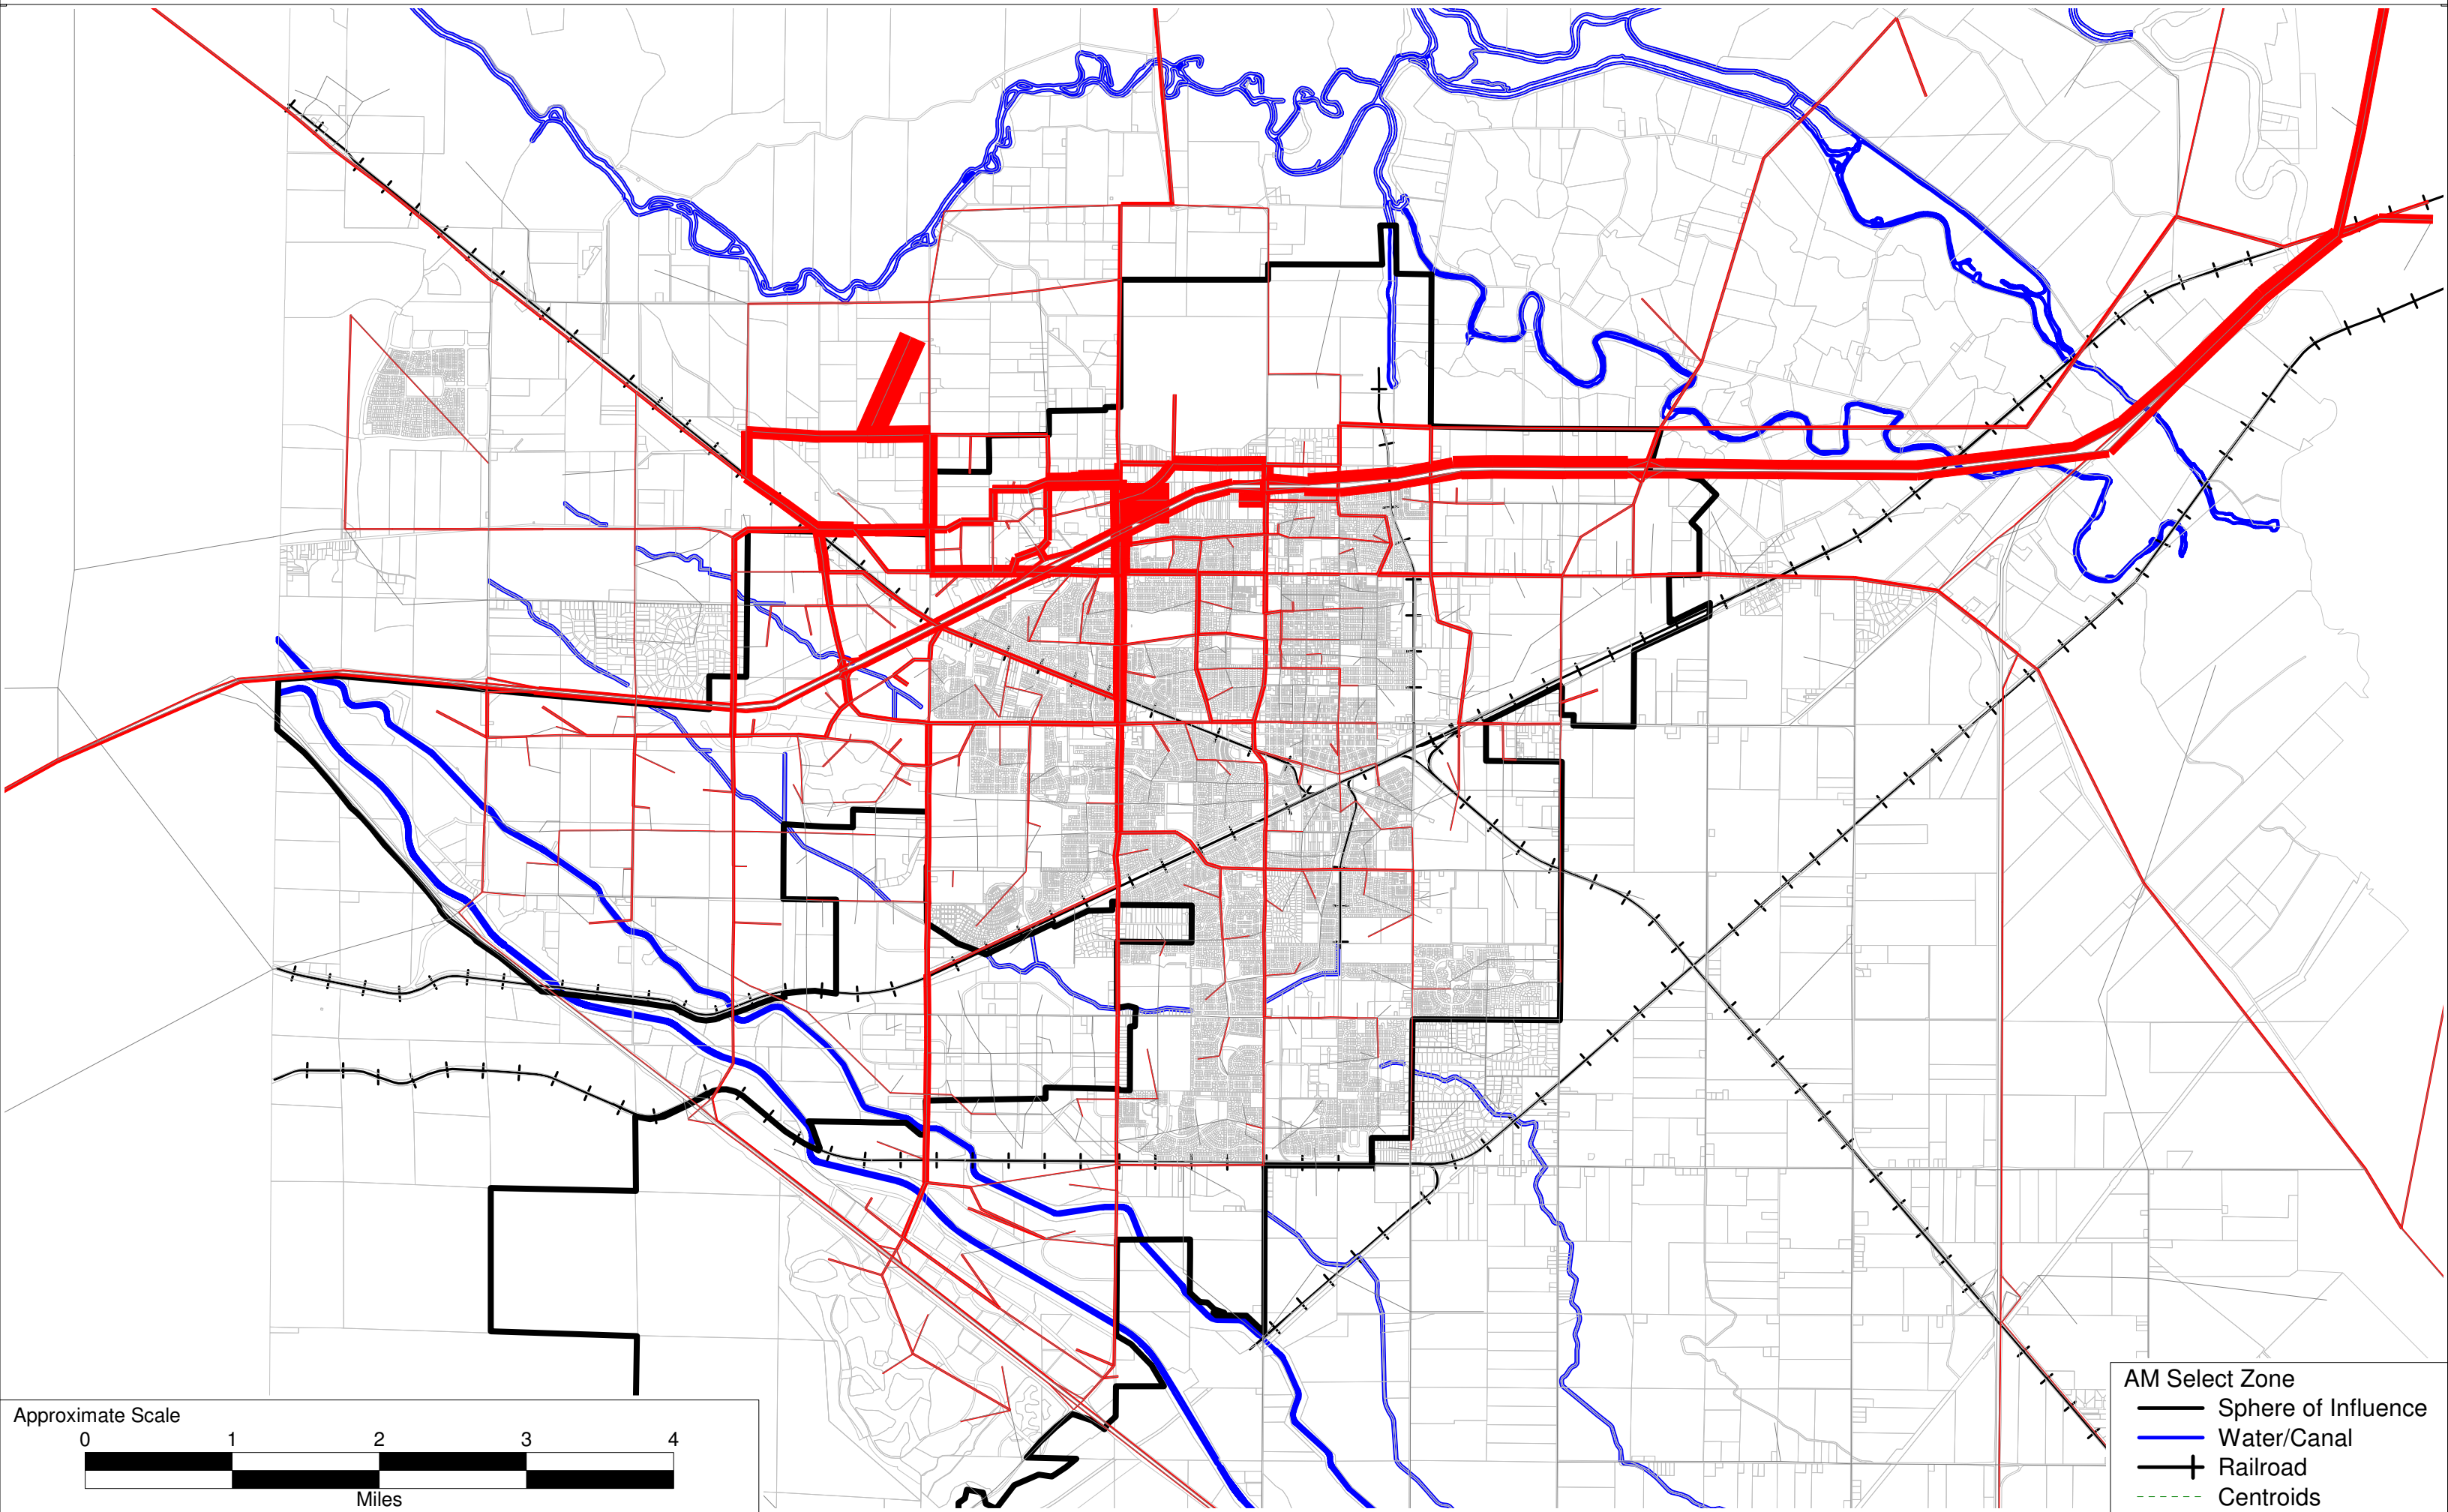 Approximate Scale
0 1 2 3 4
Miles
AM Select Zone
Sphere of Influence
Water/Canal
Railroad
Centroids